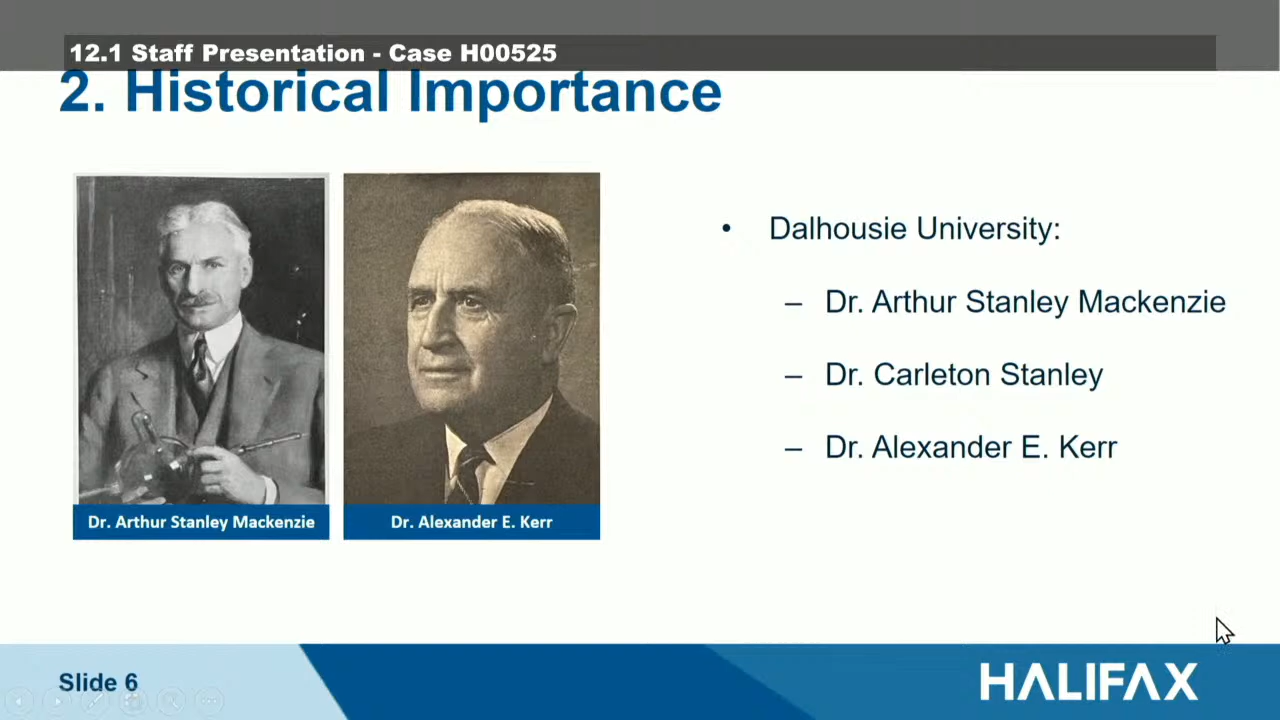 12.1 Staff Presentation - Case H00525
2. Historical Importance
Dr. Arthur Stanley Mackenzie
Dr. Alexander E. Kerr
• Dalhousie University:
– Dr. Arthur Stanley Mackenzie
– Dr. Carleton Stanley
– Dr. Alexander E. Kerr
Slide 6
HALIFAX